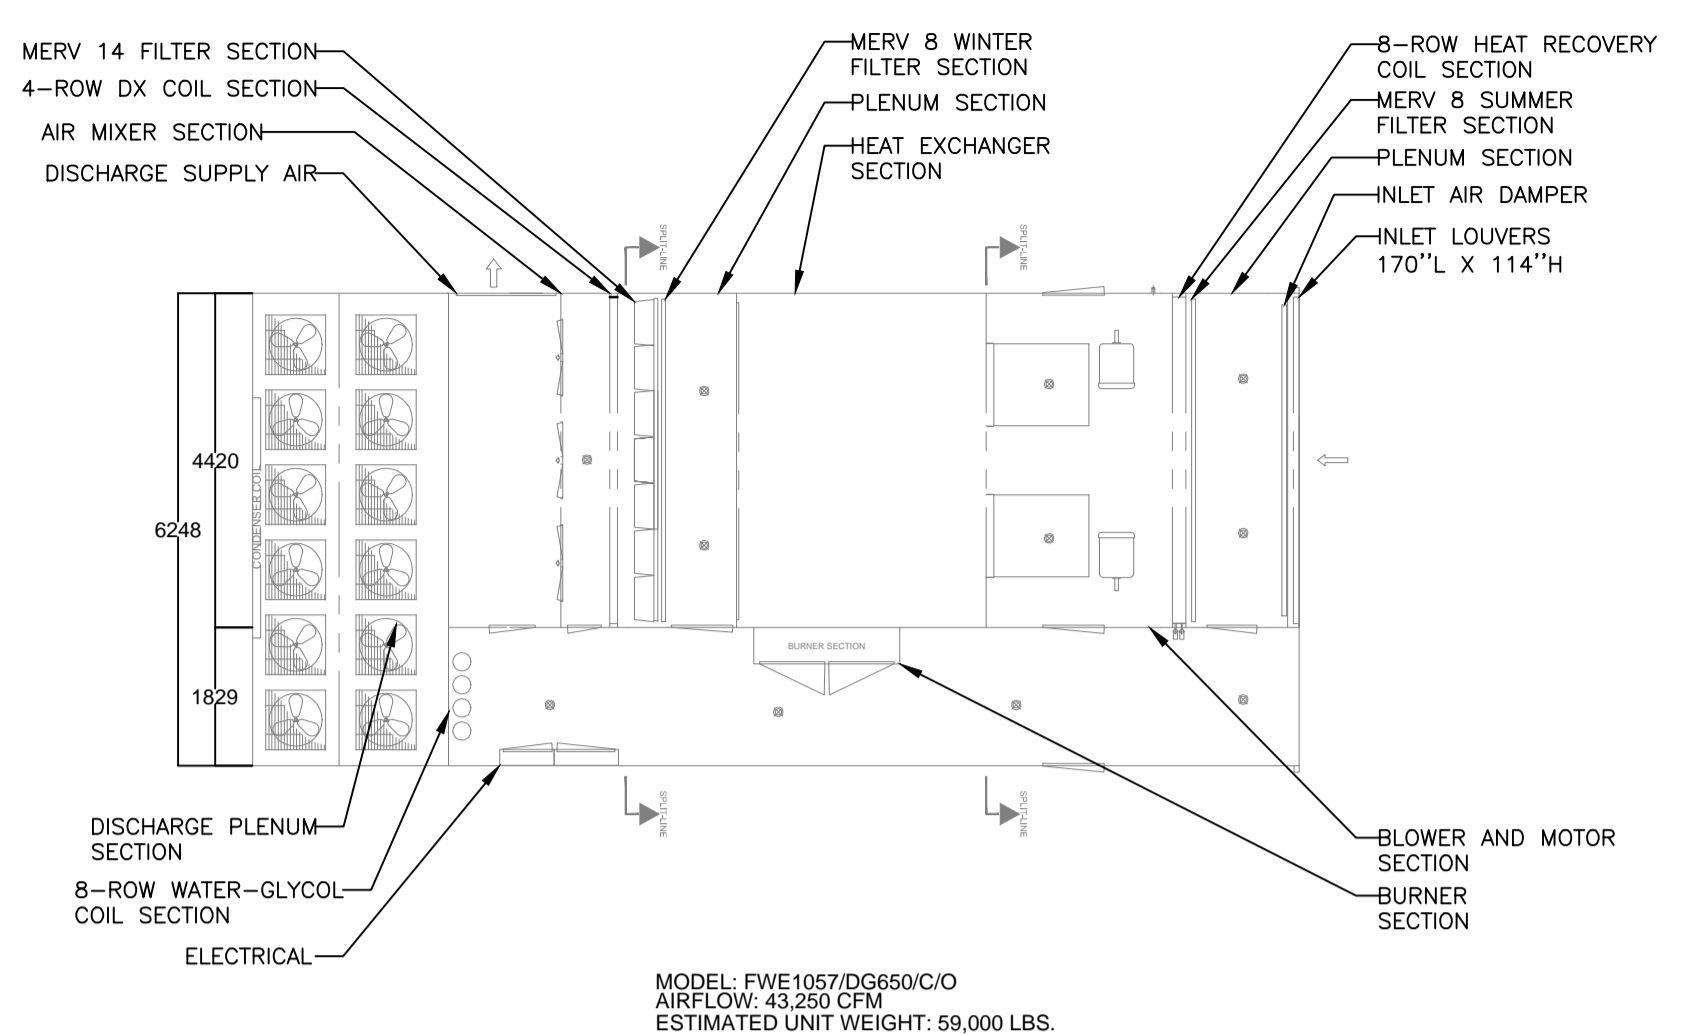 MERV 14 FILTER SECTION
4-ROW DX COIL SECTION
AIR MIXER SECTION
DISCHARGE SUPPLY AIR
MERV 8 WINTER
FILTER SECTION
PLENUM SECTION
HEAT EXCHANGER
SECTION
8-ROW HEAT RECOVERY
COIL SECTION
MERV 8 SUMMER
FILTER SECTION
PLENUM SECTION
INLET AIR DAMPER
INLET LOUVERS
170''L X 114''H
SPLIT-LINE
SPLIT-LINE
4420
6248
1829
CONDENSER COIL
BURNER SECTION
SPLIT-LINE
SPLIT-LINE
DISCHARGE PLENUM
SECTION
8-ROW WATER-GLYCOL
COIL SECTION
ELECTRICAL
BLOWER AND MOTOR
SECTION
BURNER
SECTION
MODEL: FWE1057/DG650/C/O
AIRFLOW: 43,250 CFM
ESTIMATED UNIT WEIGHT: 59,000 LBS.